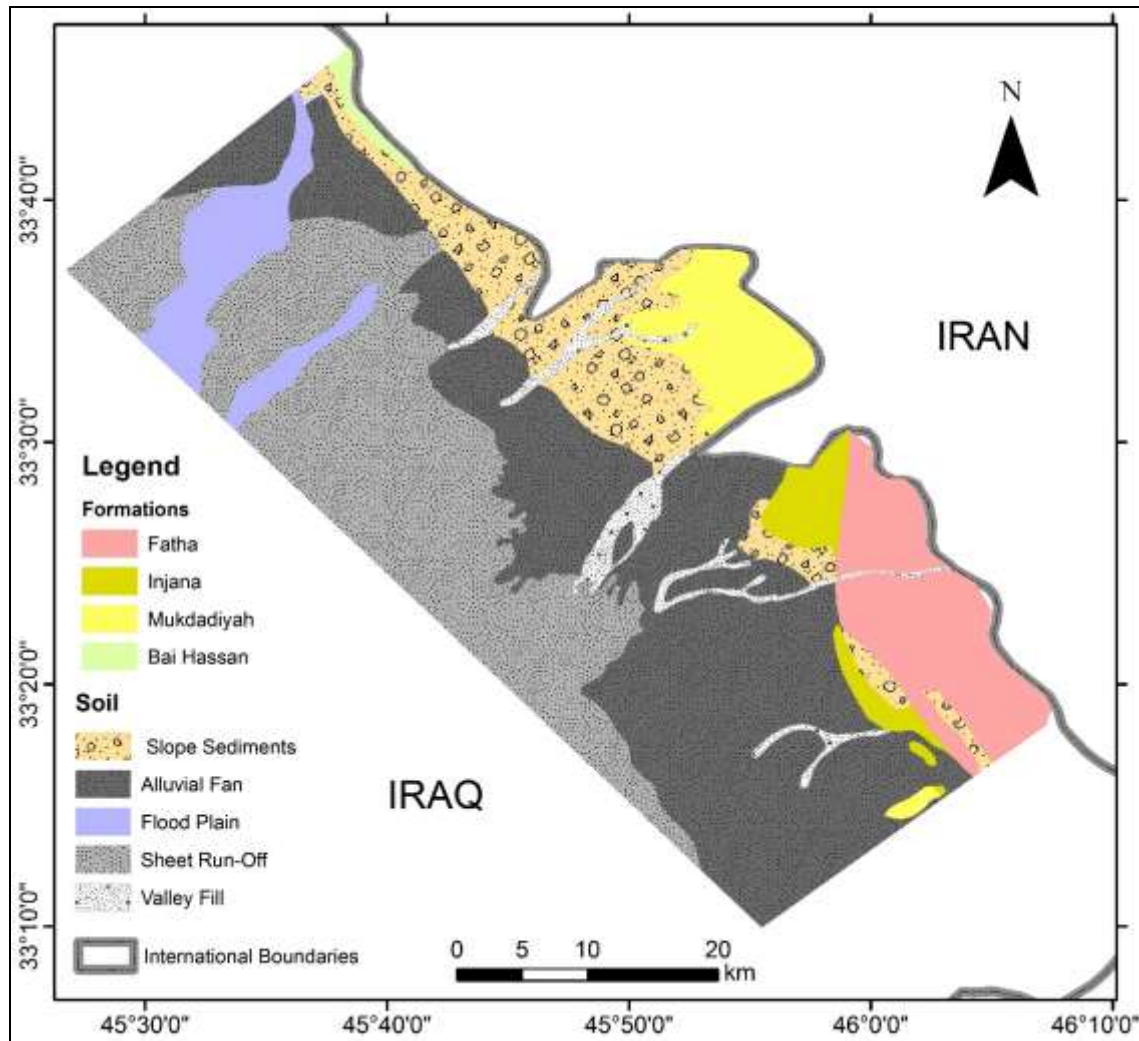 N
IRAN
IRAQ
33°40'0"
33°30'0"
33°20'0"
33°10'0"
Legend
Formations
Fatha
Injana
Mukdadiyah
Bai Hassan
Soil
Slope Sediments
Alluvial Fan
Flood Plain
Sheet Run-Off
Valley Fill
International Boundaries
0 5 10 20
km
45°30'0" 45°40'0" 45°50'0" 46°0'0" 46°10'0"